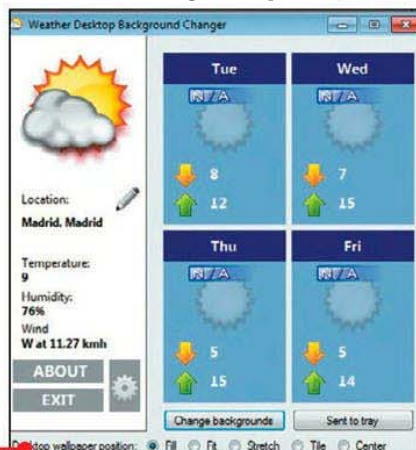 Weather Desktop Background Changer
Location:
Madrid, Madrid
Temperature:
9
Humidity:
76%
Wind
W at 11.27 kmh
ABOUT
EXIT
Tue
N/A
8
12
Wed
N/A
7
15
Thu
N/A
5
15
Fri
N/A
5
14
Change backgrounds
Sent to tray
Desktop wallpaper position: Fill Fit Stretch Tile Center